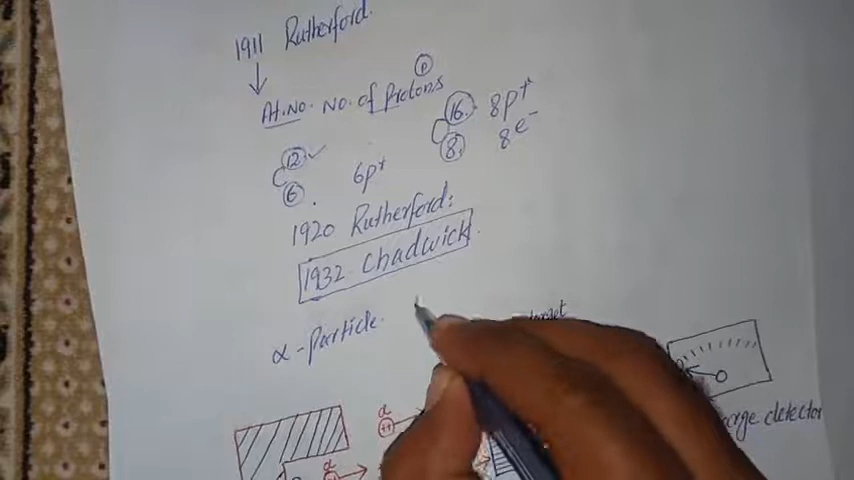 1911 Rutherford.
↓
At. No. No. of Protons (p)
12 ✓
C
6 . 6p+
16.
C
8. 8p+
8e-
1920 Rutherford:
1932 Chadwick.
α - Particle.
target
α
++
α
detector